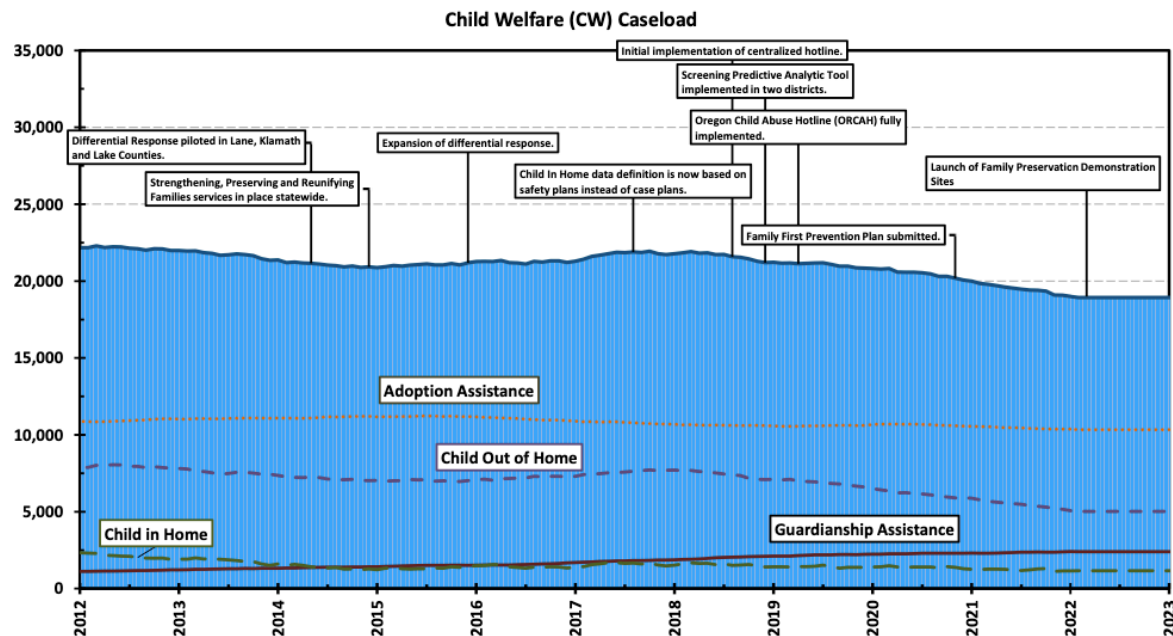 Child Welfare (CW) Caseload
35,000
30,000
25,000
20,000
15,000
10,000
5,000
0
Initial implementation of centralized hotline.
Screening Predictive Analytic Tool
implemented in two districts.
Oregon Child Abuse Hotline (ORCAH) fully
implemented.
Differential Response piloted in Lane, Klamath
and Lake Counties.
Expansion of differential response.
Strengthening, Preserving and Reunifying
Families services in place statewide.
Child In Home data definition is now based on
safety plans instead of case plans.
Launch of Family Preservation Demonstration
Sites
Family First Prevention Plan submitted.
Adoption Assistance
Child Out of Home
Child in Home
Guardianship Assistance
2012
2013
2014
2015
2016
2017
2018
2019
2020
2021
2022
2023